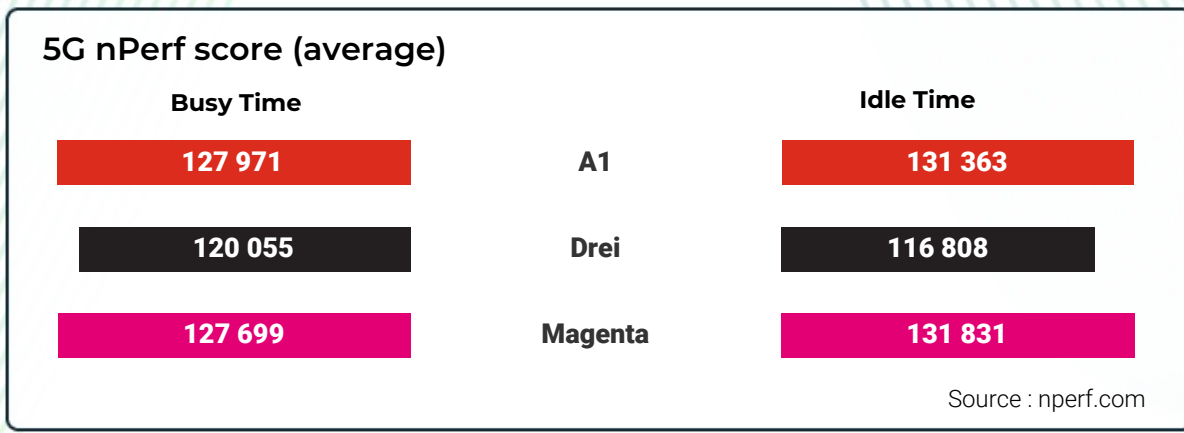 5G nPerf score (average)
Busy Time Idle Time
127 971 A1 131 363
120 055 Drei 116 808
127 699 Magenta 131 831
Source : nperf.com